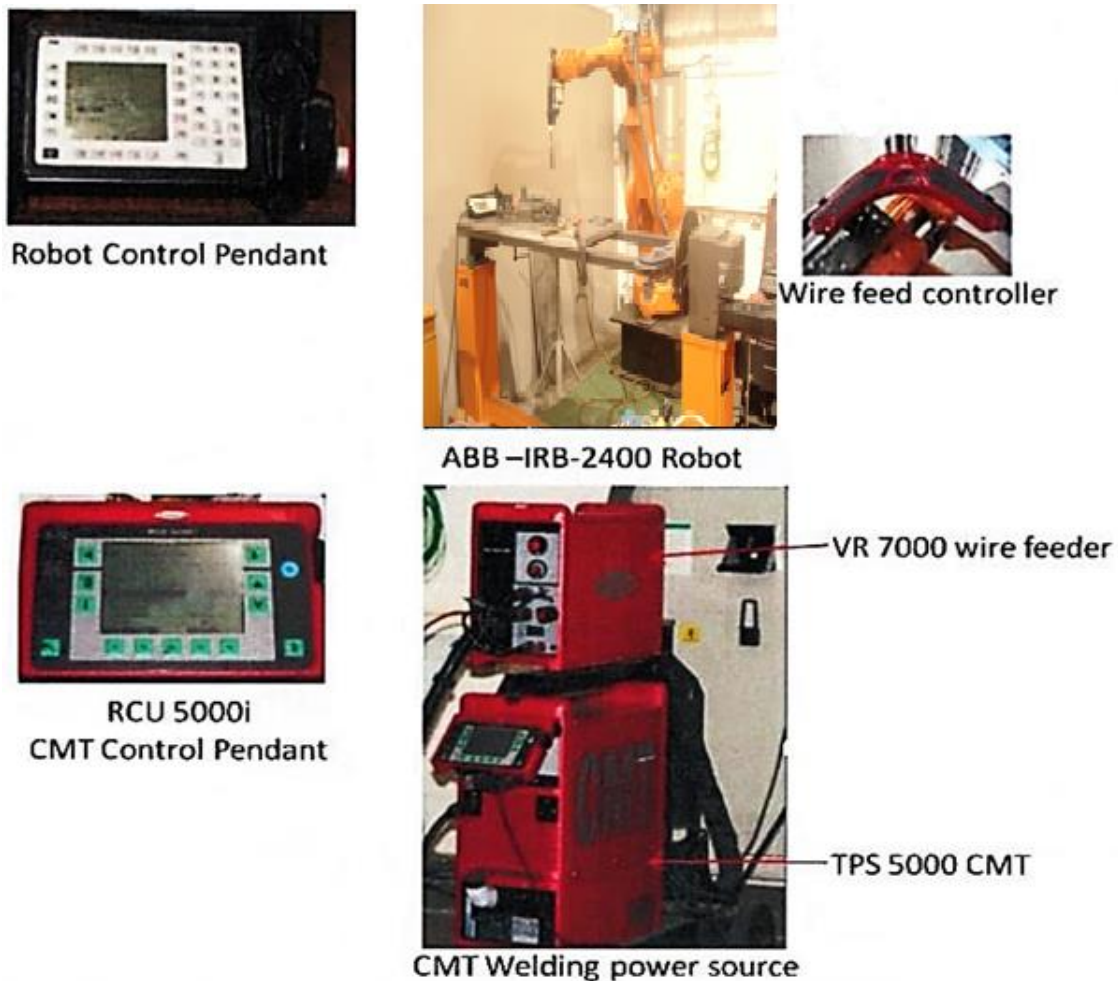 Robot Control Pendant
Wire feed controller
ABB –IRB-2400 Robot
VR 7000 wire feeder
RCU 5000i
CMT Control Pendant
TPS 5000 CMT
CMT Welding power source